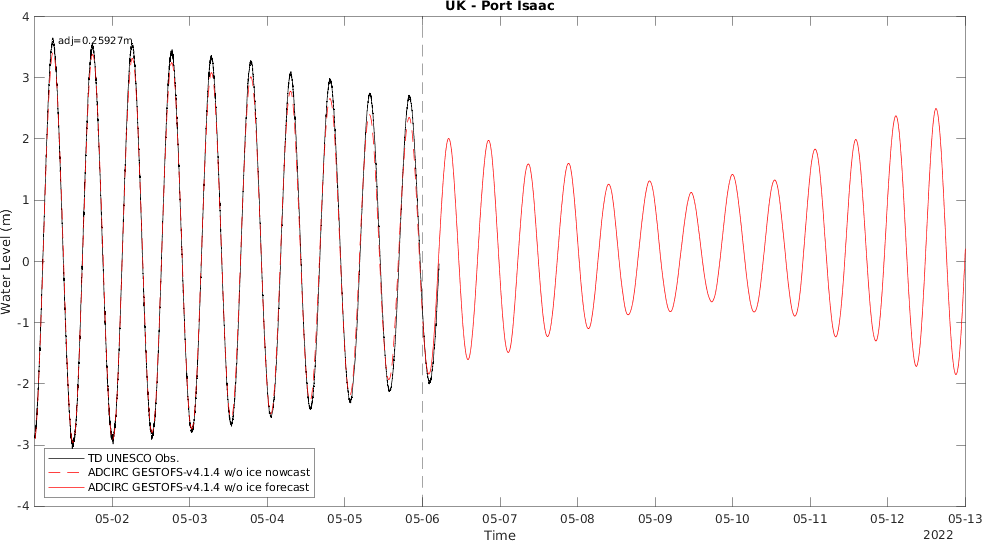 UK - Port Isaac
adj=0.25927m
4
3
2
1
0
-1
-2
-3
-4
Water Level (m)
TD UNESCO Obs.
ADCIRC GESTOFS-v4.1.4 w/o ice nowcast
ADCIRC GESTOFS-v4.1.4 w/o ice forecast
05-02 05-03 05-04 05-05 05-06 05-07 05-08 05-09 05-10 05-11 05-12 05-13
Time
2022